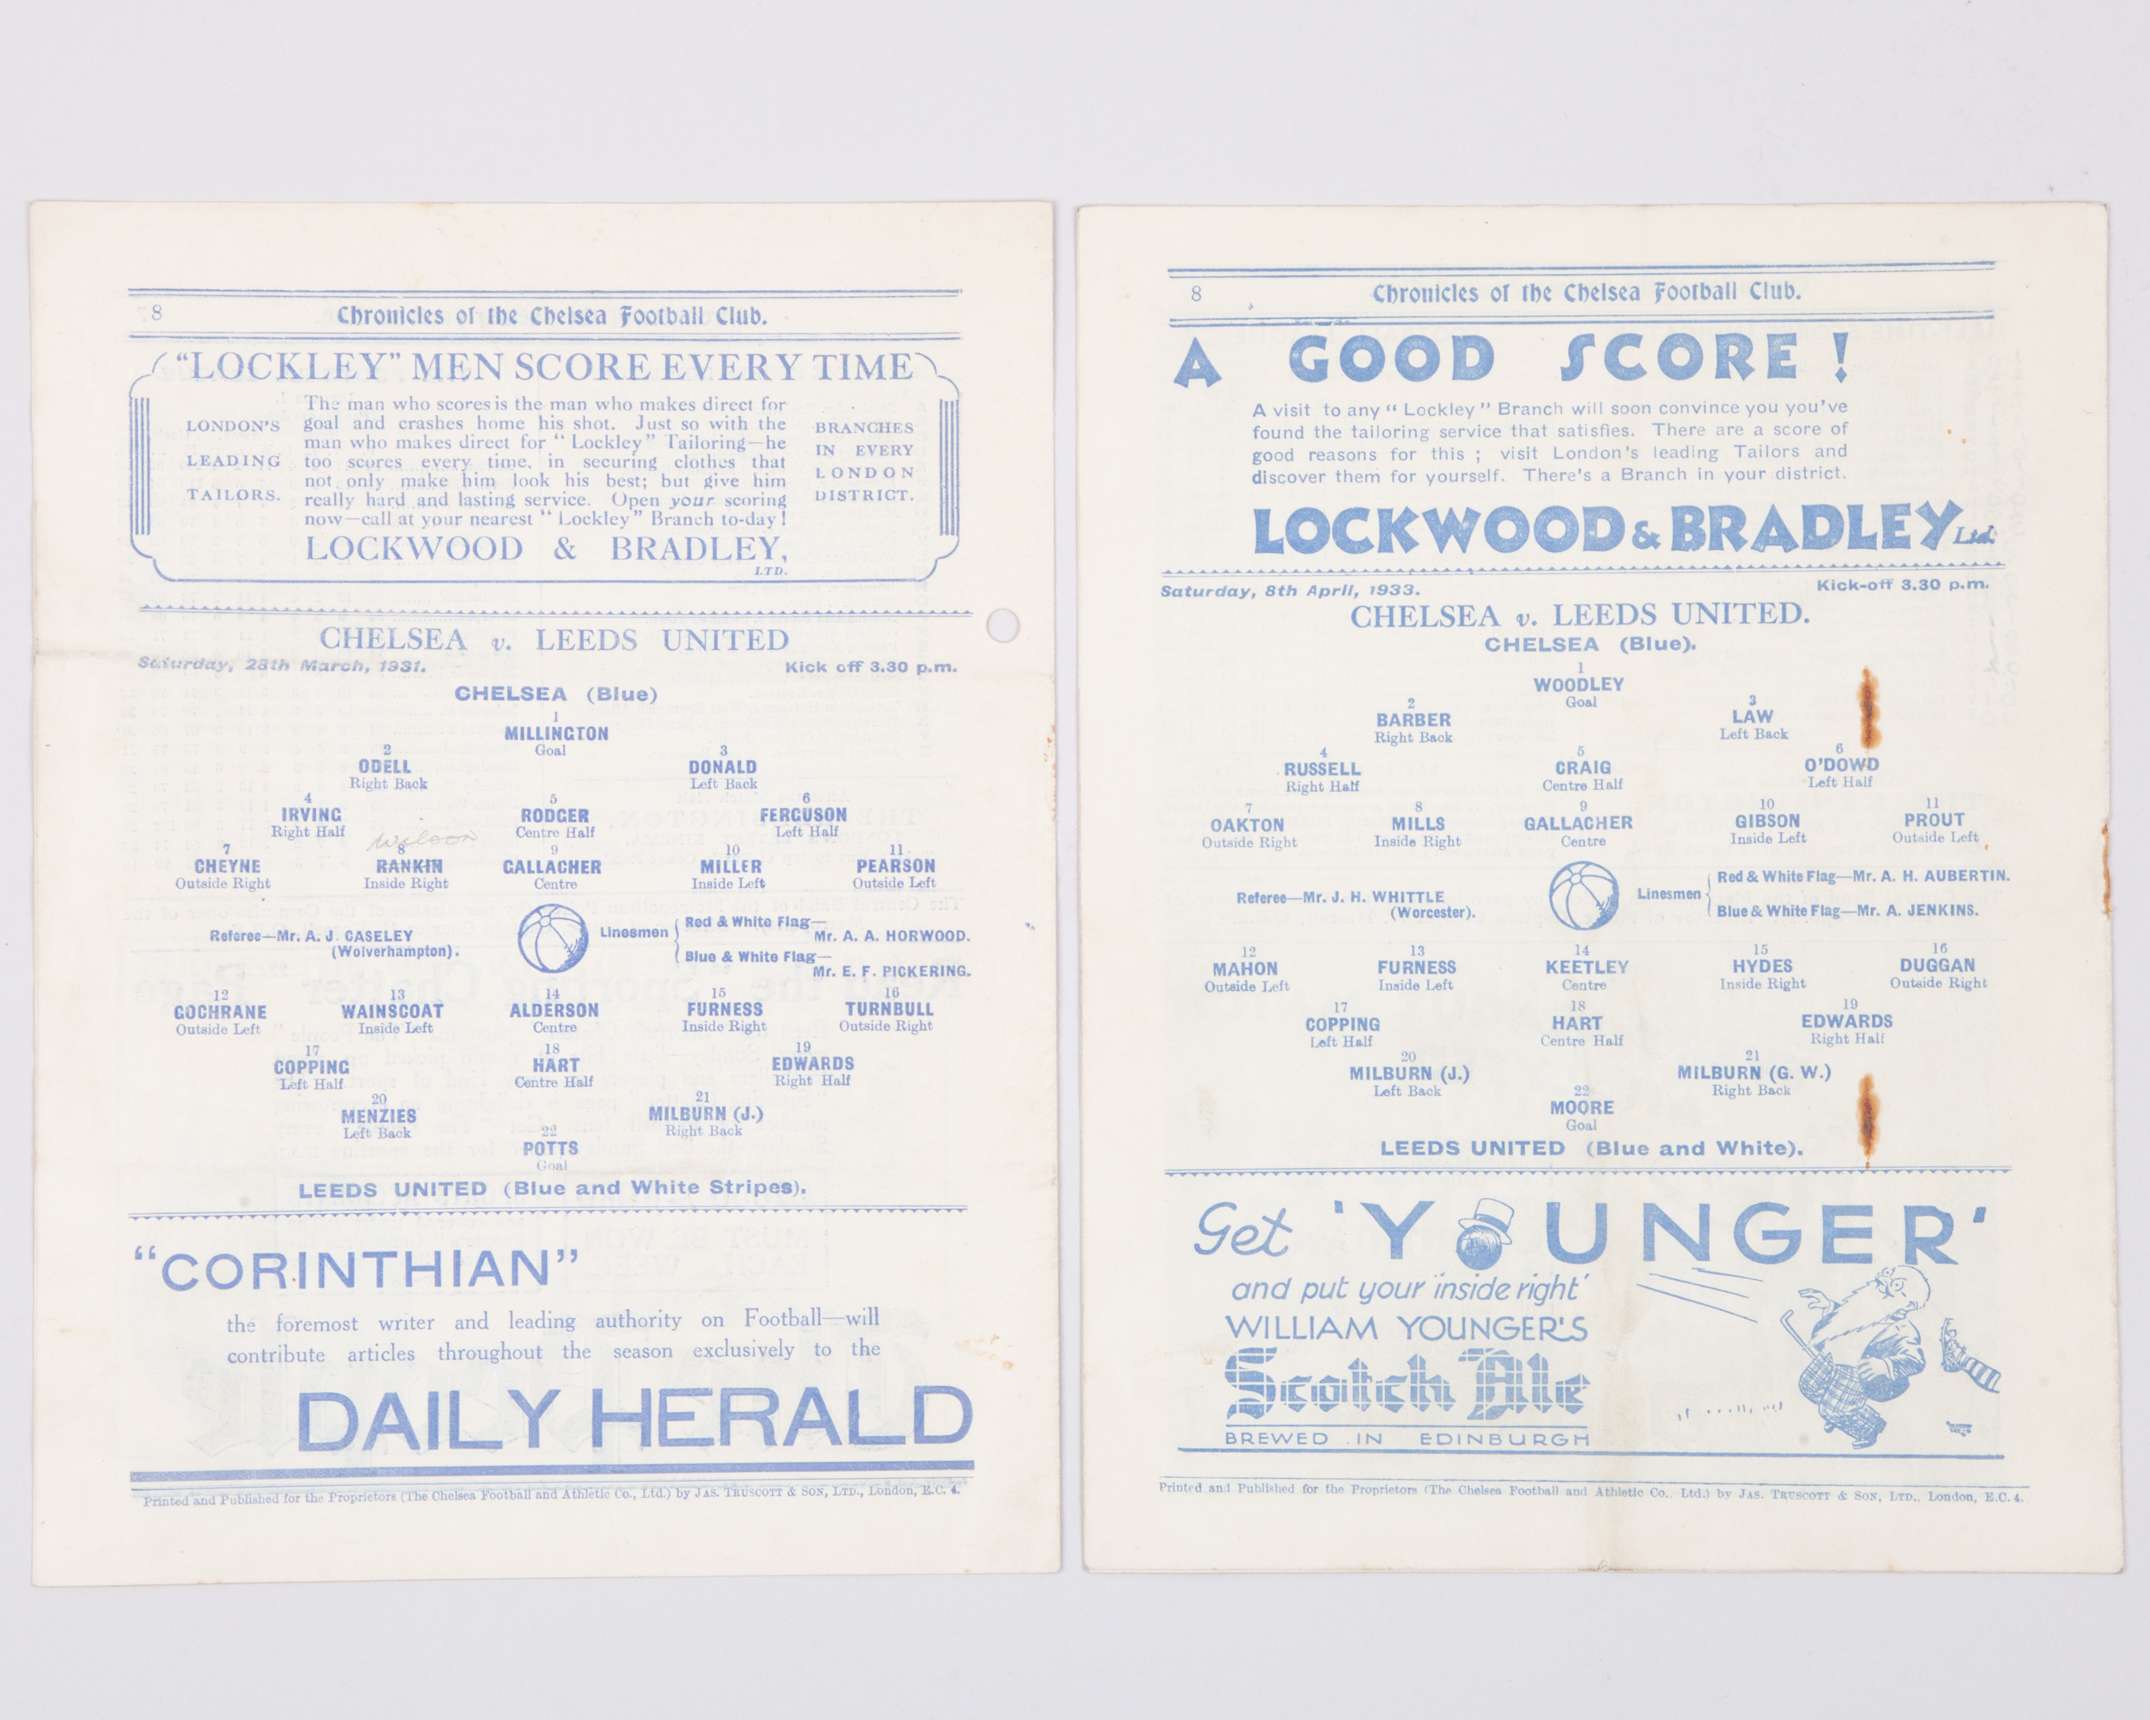 8
Chronicles of the Chelsea Football Club.
"LOCKLEY" MEN SCORE EVERY TIME
LONDON'S
LEADING
TAILORS.
The man who scores is the man who makes direct for
goal and crashes home his shot. Just so with the
man who makes direct for "Lockley" Tailoring—he
too scores every time, in securing clothes that
not only make him look his best; but give him
really hard and lasting service. Open your scoring
now—call at your nearest "Lockley" Branch to-day!
BRANCHES
IN EVERY
LONDON
DISTRICT.
LOCKWOOD & BRADLEY,
LTD.
CHELSEA v. LEEDS UNITED
Saturday, 28th March, 1931. Kick off 3.30 p.m.
CHELSEA (Blue)
1
MILLINGTON
Goal
2 3
ODELL DONALD
Right Back Left Back
4 5 6
IRVING RODGER FERGUSON
Right Half Centre Half Left Half
Wilson
7 8 9 10 11
CHEYNE RANKIN GALLACHER MILLER PEARSON
Outside Right Inside Right Centre Inside Left Outside Left
Referee—Mr. A. J. CASELEY
(Wolverhampton).
Linesmen
Red & White Flag—
Mr. A. A. HORWOOD.
Blue & White Flag—
Mr. E. F. PICKERING.
12 13 14 15 16
COCHRANE WAINSCOAT ALDERSON FURNESS TURNBULL
Outside Left Inside Left Centre Inside Right Outside Right
17 18 19
COPPING HART EDWARDS
Left Half Centre Half Right Half
20 21
MENZIES MILBURN (J.)
Left Back Right Back
22
POTTS
Goal
LEEDS UNITED (Blue and White Stripes).
"CORINTHIAN"
the foremost writer and leading authority on Football—will
contribute articles throughout the season exclusively to the
DAILY HERALD
Printed and Published for the Proprietors (The Chelsea Football and Athletic Co., Ltd.) by JAS. TRUSCOTT & SON, LTD., London, E.C. 4.
8
Chronicles of the Chelsea Football Club.
A GOOD SCORE !
A visit to any "Lockley" Branch will soon convince you you've
found the tailoring service that satisfies. There are a score of
good reasons for this ; visit London's leading Tailors and
discover them for yourself. There's a Branch in your district.
LOCKWOOD & BRADLEY Ltd.
Saturday, 8th April, 1933. Kick-off 3.30 p.m.
CHELSEA v. LEEDS UNITED.
CHELSEA (Blue).
1
WOODLEY
Goal
2 3
BARBER LAW
Right Back Left Back
4 5 6
RUSSELL CRAIG O'DOWD
Right Half Centre Half Left Half
7 8 9 10 11
OAKTON MILLS GALLACHER GIBSON PROUT
Outside Right Inside Right Centre Inside Left Outside Left
Referee—Mr. J. H. WHITTLE
(Worcester).
Linesmen
Red & White Flag—Mr. A. H. AUBERTIN.
Blue & White Flag—Mr. A. JENKINS.
12 13 14 15 16
MAHON FURNESS KEETLEY HYDES DUGGAN
Outside Left Inside Left Centre Inside Right Outside Right
17 18 19
COPPING HART EDWARDS
Left Half Centre Half Right Half
20 21
MILBURN (J.) MILBURN (G. W.)
Left Back Right Back
22
MOORE
Goal
LEEDS UNITED (Blue and White).
Get 'YOUNGER'
and put your 'inside right'
WILLIAM YOUNGER'S
Scotch Ale
BREWED IN EDINBURGH
Printed and Published for the Proprietors (The Chelsea Football and Athletic Co., Ltd.) by JAS. TRUSCOTT & SON, LTD., London, E.C. 4.